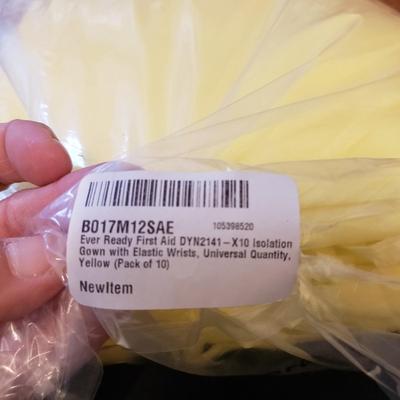 B017M12SAE 105398520
Ever Ready First Aid DYN2141-X10 Isolation
Gown with Elastic Wrists, Universal Quantity,
Yellow (Pack of 10)
NewItem